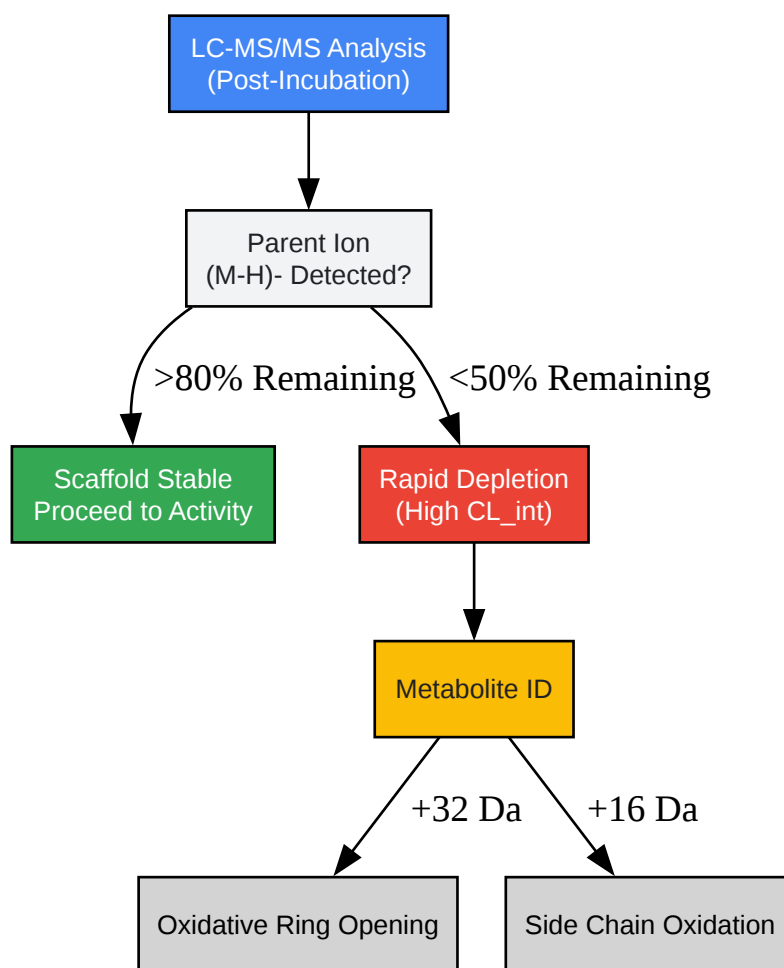 LC-MS/MS Analysis
(Post-Incubation)
Parent Ion
(M-H)- Detected?
>80% Remaining
<50% Remaining
Scaffold Stable
Proceed to Activity
Rapid Depletion
(High CL_int)
Metabolite ID
+32 Da
+16 Da
Oxidative Ring Opening
Side Chain Oxidation